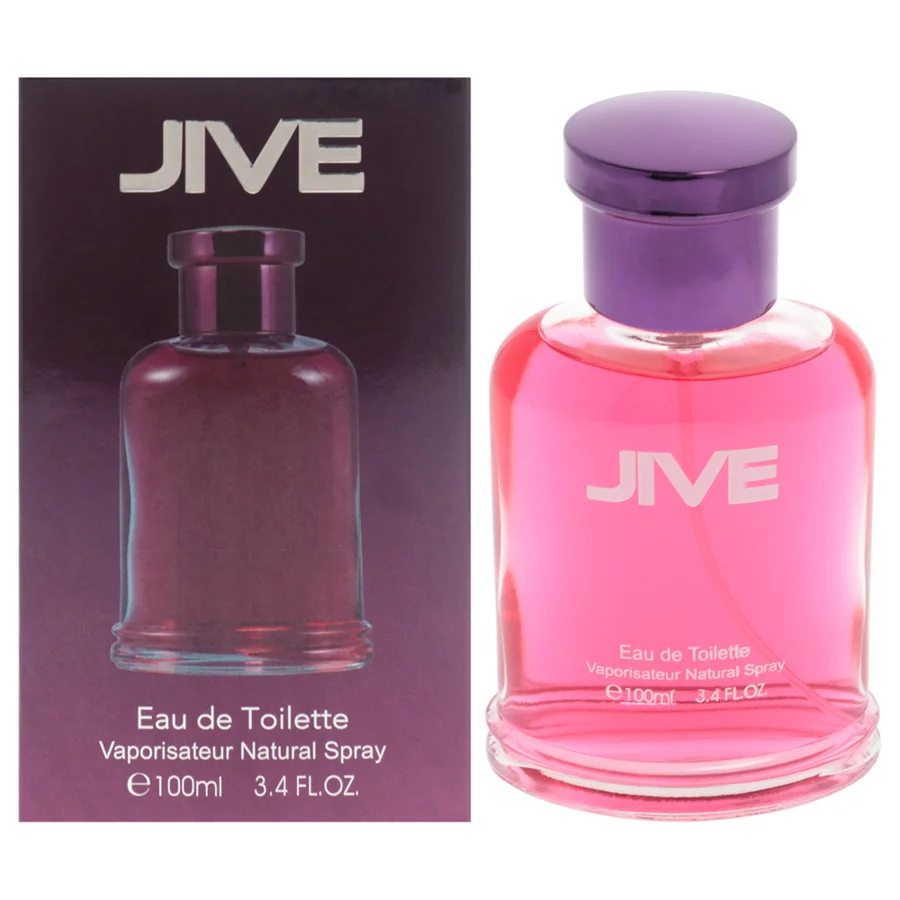 JIVE
Eau de Toilette
Vaporisateur Natural Spray
℮100ml 3.4 FL.OZ.
JIVE
Eau de Toilette
Vaporisateur Natural Spray
℮100ml 3.4 FL.OZ.